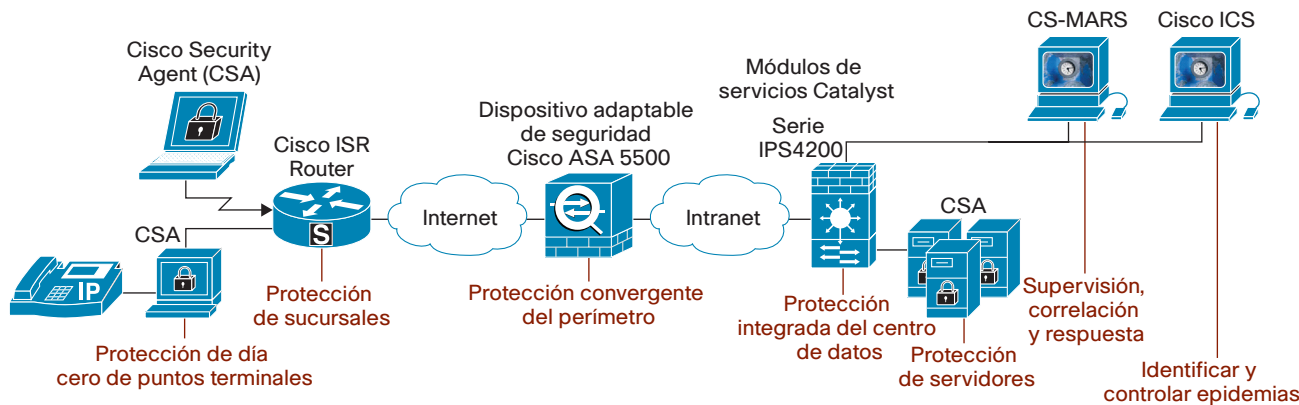 CS-MARS
Cisco ICS
Cisco Security
Agent (CSA)
Módulos de
servicios Catalyst
Dispositivo adaptable
de seguridad
Cisco ASA 5500
Serie
IPS4200
Cisco ISR
Router
Internet
Intranet
CSA
CSA
S
IP
Protección
de sucursales
Protección convergente
del perímetro
Protección
integrada del centro
de datos
Supervisión,
correlación
y respuesta
Protección de día
cero de puntos terminales
Protección
de servidores
Identificar y
controlar epidemias